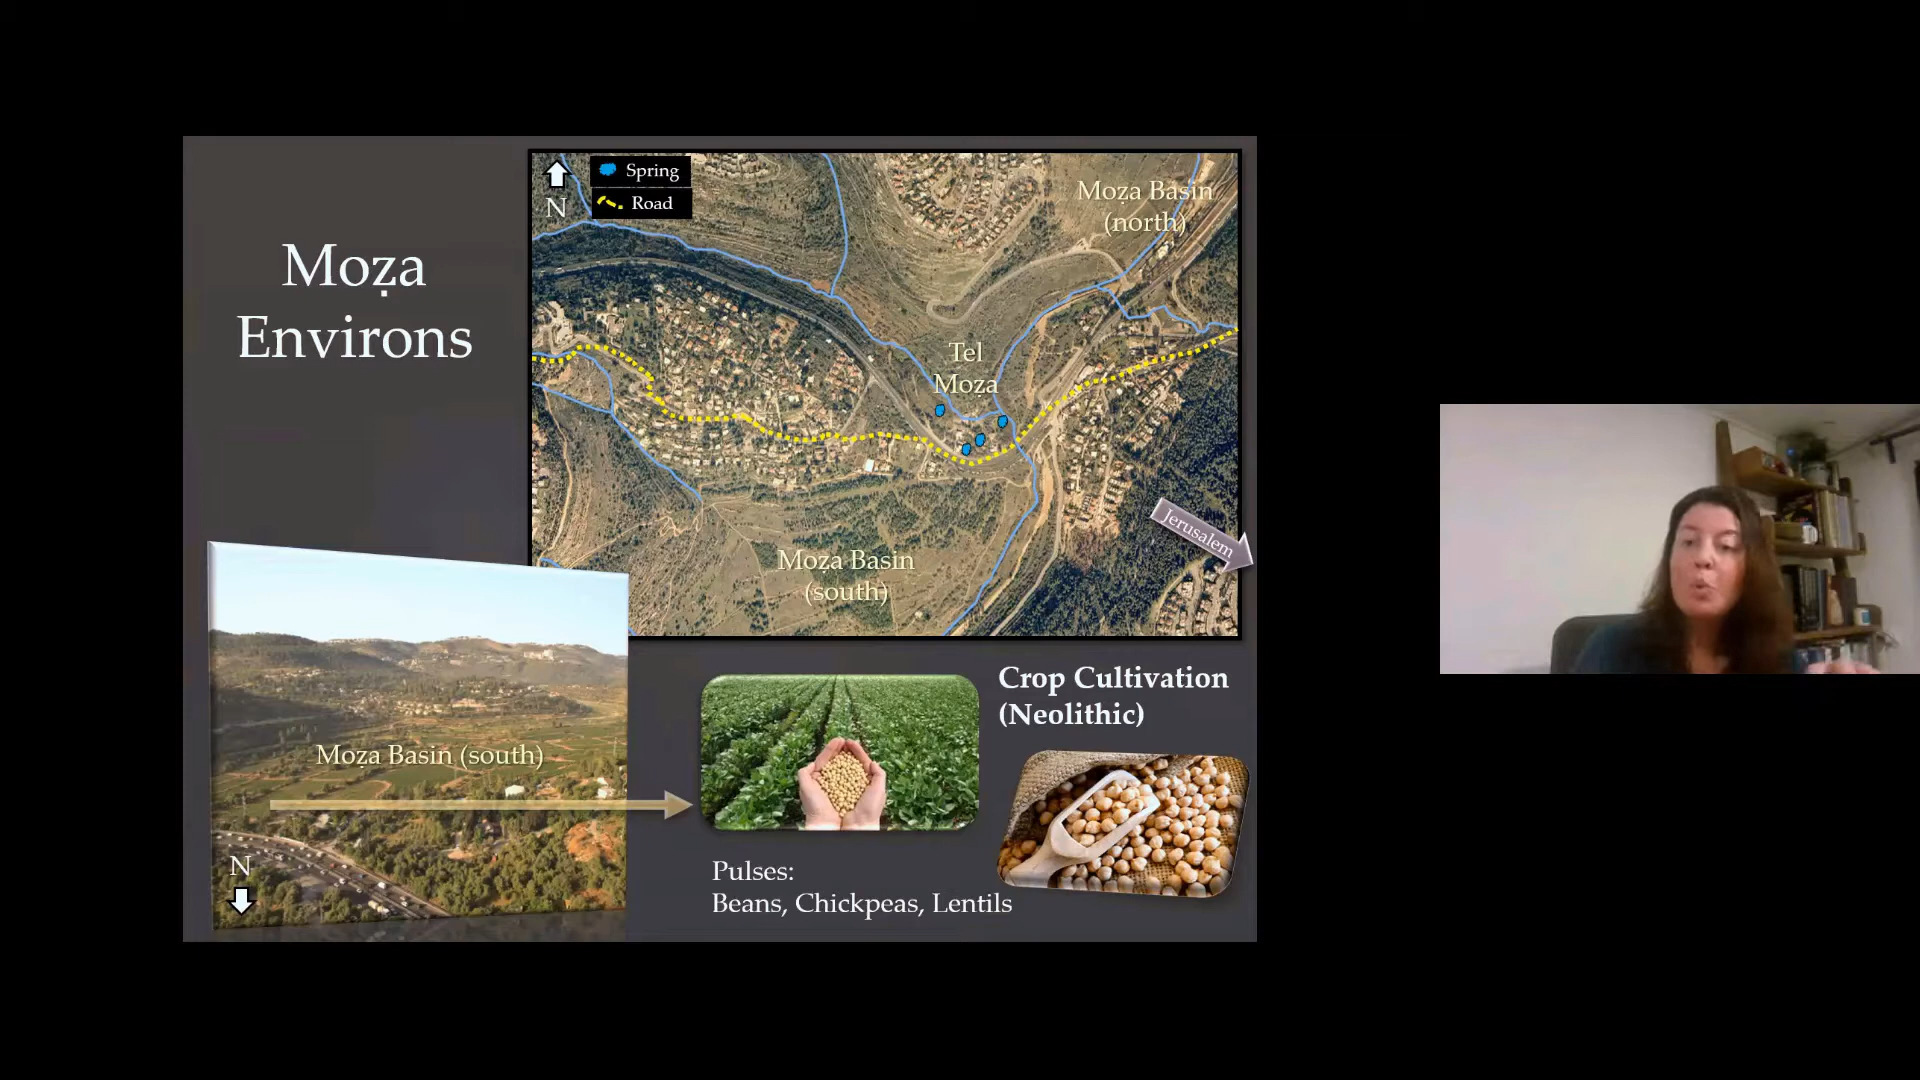 Moẓa
Environs
N
Spring
Road
Moẓa Basin
(north)
Tel
Moza
Jerusalem
Moẓa Basin
(south)
Moẓa Basin (south)
N
Crop Cultivation
(Neolithic)
Pulses:
Beans, Chickpeas, Lentils